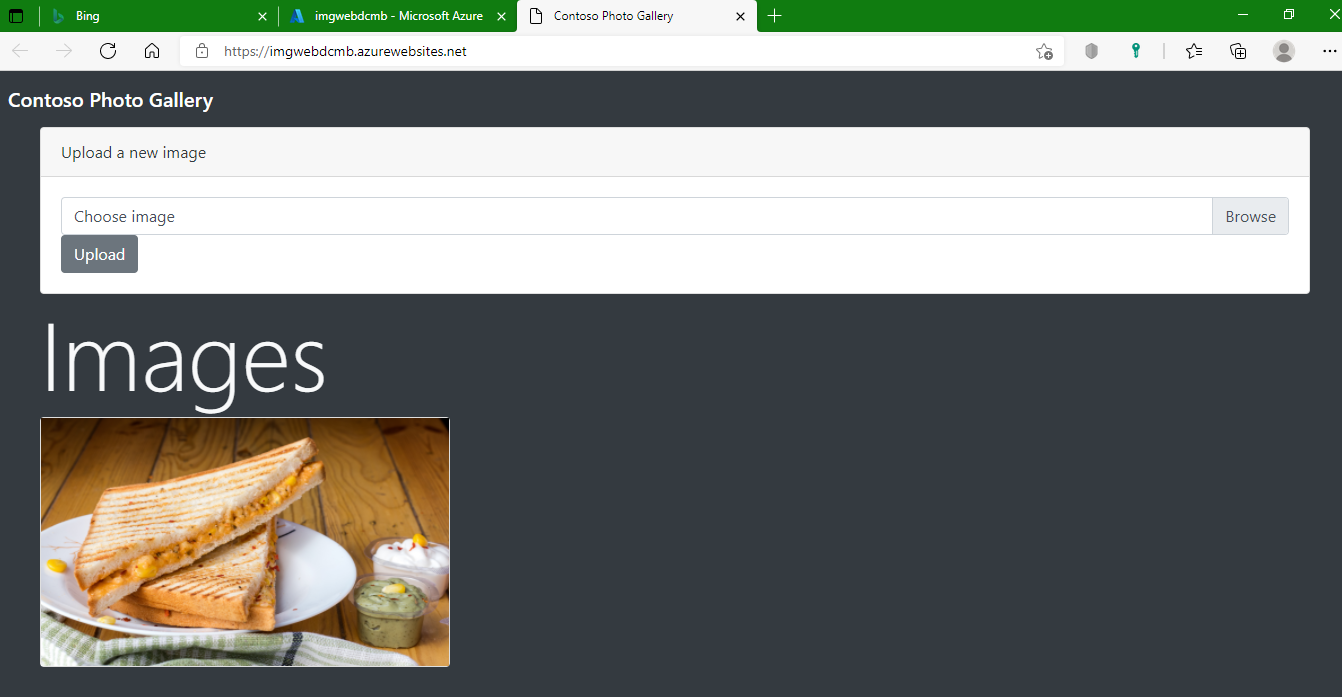 Bing
imgwebdcmb - Microsoft Azure
Contoso Photo Gallery
https://imgwebdcmb.azurewebsites.net
Contoso Photo Gallery
Upload a new image
Choose image
Browse
Upload
Images